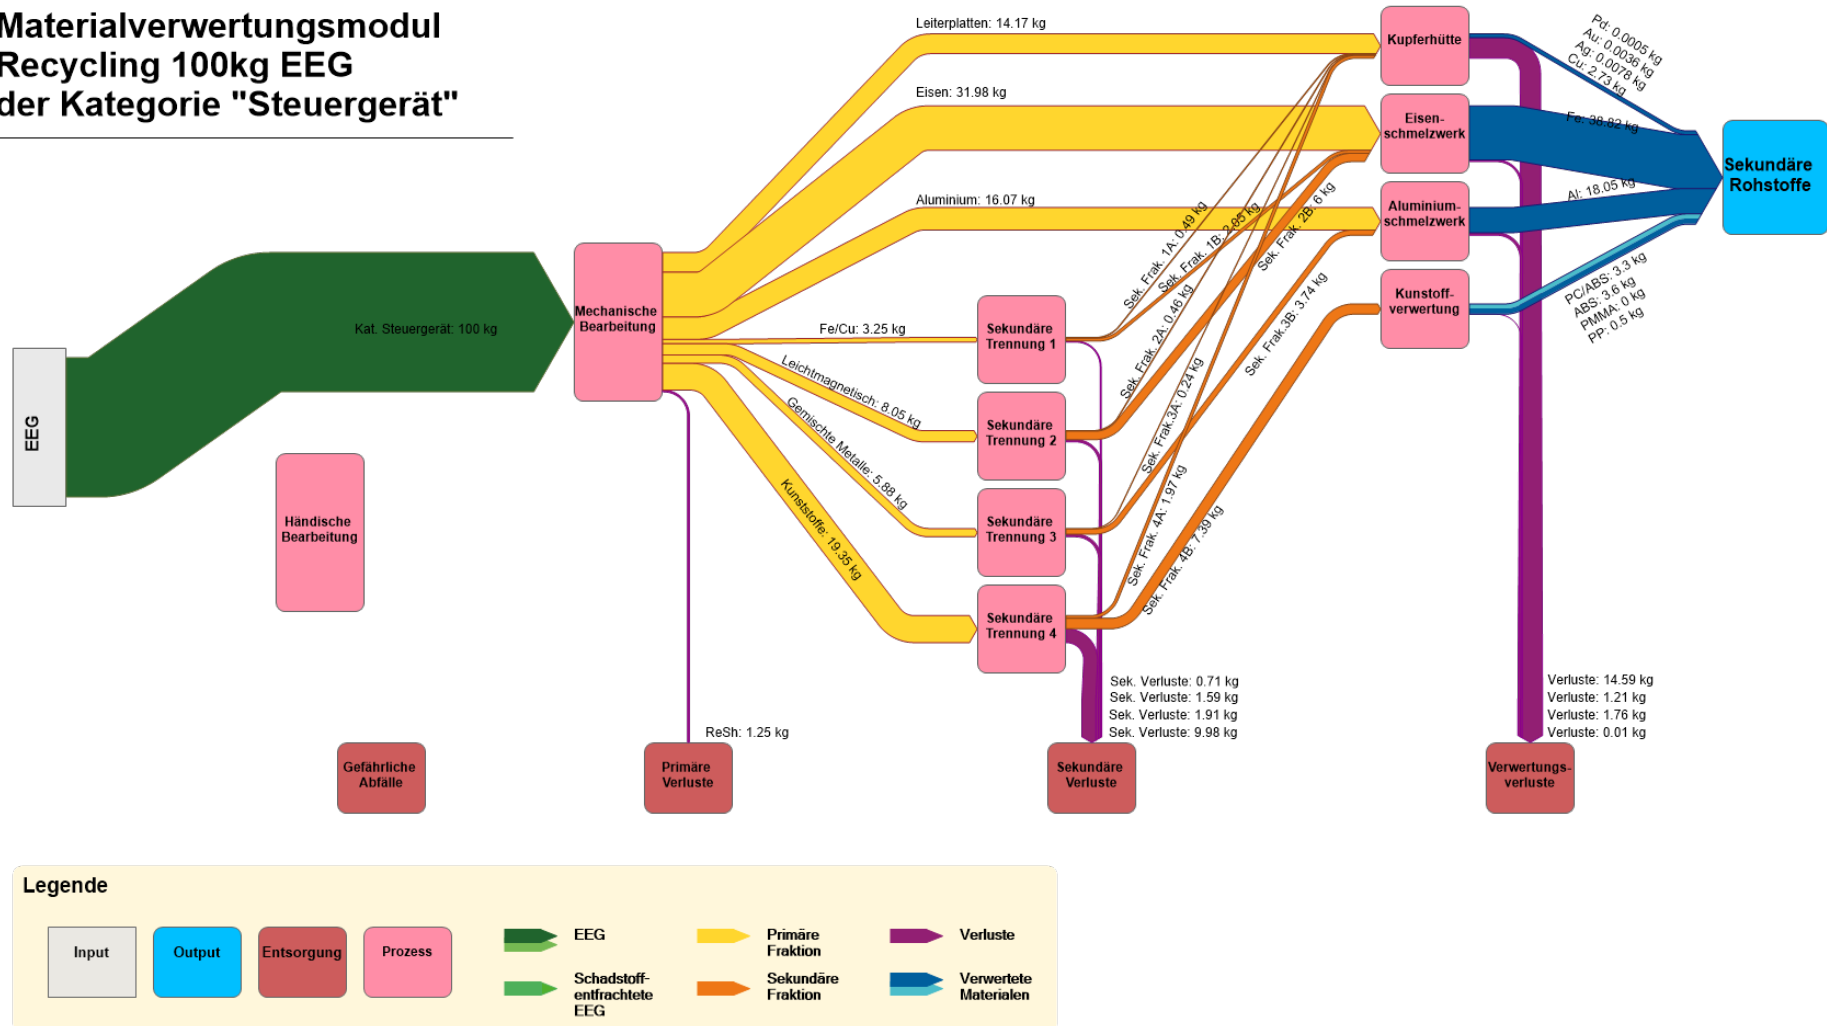 Materialverwertungsmodul
Recycling 100kg EEG
der Kategorie "Steuergerät"
EEG
Kat. Steuergerät: 100 kg
Händische
Bearbeitung
Mechanische
Bearbeitung
Leiterplatten: 14.17 kg
Eisen: 31.98 kg
Aluminium: 16.07 kg
Fe/Cu: 3.25 kg
Leichtmagnetisch: 8.05 kg
Gemischte Metalle: 5.88 kg
Kunststoffe: 19.35 kg
ReSh: 1.25 kg
Sekundäre
Trennung 1
Sekundäre
Trennung 2
Sekundäre
Trennung 3
Sekundäre
Trennung 4
Sek. Frak. 1A: 0.49 kg
Sek. Frak. 1B: 2.05 kg
Sek. Frak. 2A: 0.46 kg
Sek. Frak. 2B: 6 kg
Sek. Frak.3A: 0.24 kg
Sek. Frak.3B: 3.74 kg
Sek. Frak. 4A: 1.97 kg
Sek. Frak. 4B: 7.39 kg
Sek. Verluste: 0.71 kg
Sek. Verluste: 1.59 kg
Sek. Verluste: 1.91 kg
Sek. Verluste: 9.98 kg
Kupferhütte
Eisen-
schmelzwerk
Aluminium-
schmelzwerk
Kunstoff-
verwertung
Pd: 0.0005 kg
Au: 0.0036 kg
Ag: 0.0078 kg
Cu: 2.73 kg
Fe: 38.82 kg
Al: 18.05 kg
PC/ABS: 3.3 kg
ABS: 3.6 kg
PMMA: 0 kg
PP: 0.5 kg
Sekundäre
Rohstoffe
Verluste: 14.59 kg
Verluste: 1.21 kg
Verluste: 1.76 kg
Verluste: 0.01 kg
Gefährliche
Abfälle
Primäre
Verluste
Sekundäre
Verluste
Verwertungs-
verluste
Legende
Input
Output
Entsorgung
Prozess
EEG
Schadstoff-
entfrachtete
EEG
Primäre
Fraktion
Sekundäre
Fraktion
Verluste
Verwertete
Materialen